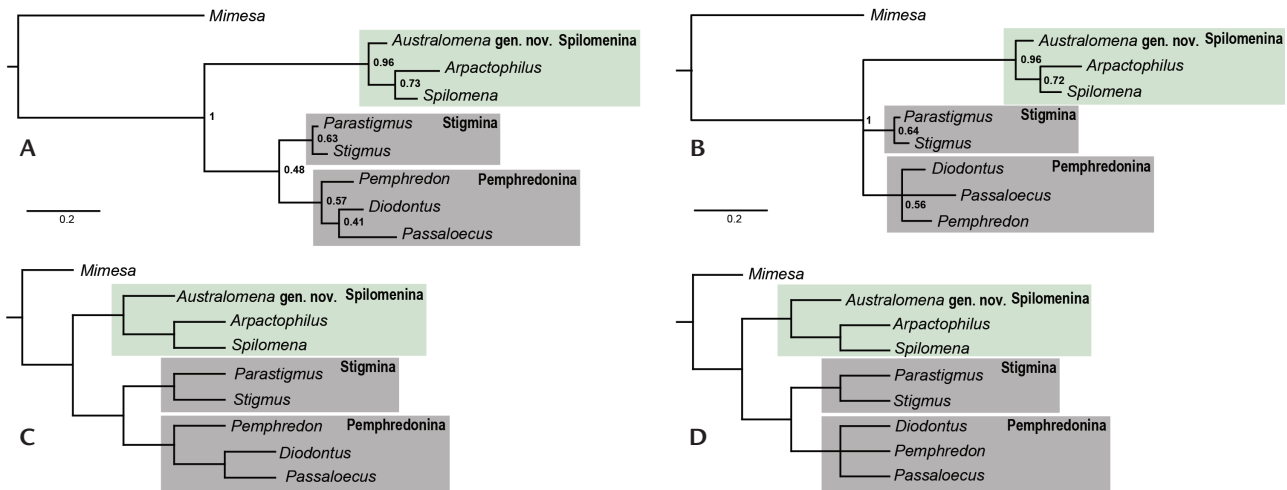 Mimesa
Australomena gen. nov. Spilomenina
0.96
Arpactophilus
0.73
Spilomena
1
Parastigmus Stigmina
0.63
Stigmus
A
0.48
Pemphredon Pemphredonina
0.57
Diodontus
0.41
Passaloecus
0.2
Mimesa
Australomena gen. nov. Spilomenina
0.96
Arpactophilus
0.72
Spilomena
1
Parastigmus Stigmina
0.64
Stigmus
B
Diodontus Pemphredonina
Passaloecus
0.56
Pemphredon
0.2
Mimesa
Australomena gen. nov. Spilomenina
Arpactophilus
Spilomena
Parastigmus Stigmina
Stigmus
C
Pemphredon Pemphredonina
Diodontus
Passaloecus
Mimesa
Australomena gen. nov. Spilomenina
Arpactophilus
Spilomena
Parastigmus Stigmina
Stigmus
D
Diodontus Pemphredonina
Pemphredon
Passaloecus